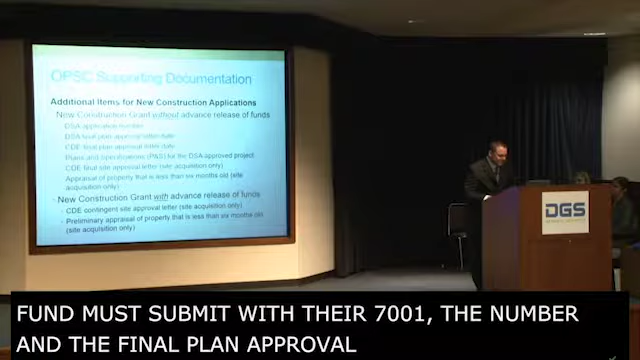 OPSC Supporting Documentation
Additional Items for New Construction Applications
New Construction Grant without advance release of funds
DSA application number
DSA final plan approval letter date
CDE final plan approval letter date
Plans and Specifications (P&S) for the DSA approved project
CDE final site approval letter (site acquisition only)
Appraisal of property that is less than six months old (site
acquisition only)
New Construction Grant with advance release of funds
CDE contingent site approval letter (site acquisition only)
Preliminary appraisal of property that is less than six months old
(site acquisition only)
DGS
FUND MUST SUBMIT WITH THEIR 7001, THE NUMBER
AND THE FINAL PLAN APPROVAL